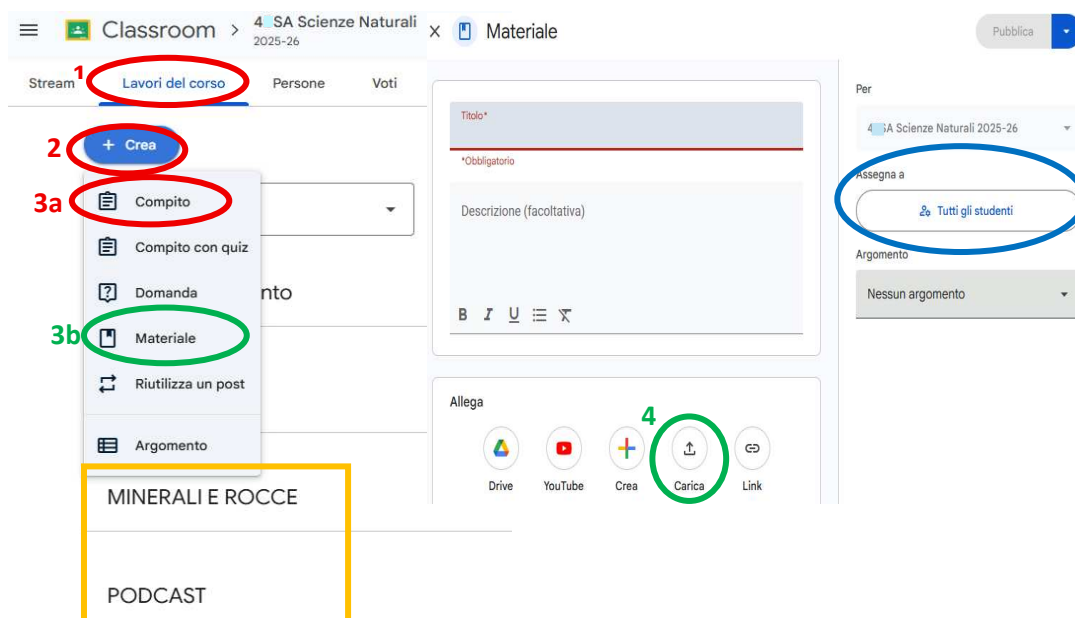 Classroom > 4 SA Scienze Naturali
2025-26
Stream
1
Lavori del corso
Persone
Voti
2
+ Crea
3a
Compito
Compito con quiz
Domanda
nto
3b
Materiale
Riutilizza un post
Argomento
MINERALI E ROCCE
PODCAST
x Materiale
Pubblica
Titolo*
*Obbligatorio
Descrizione (facoltativa)
B I U
Allega
4
Drive YouTube Crea Carica Link
Per
4 SA Scienze Naturali 2025-26
Assegna a
Tutti gli studenti
Argomento
Nessun argomento